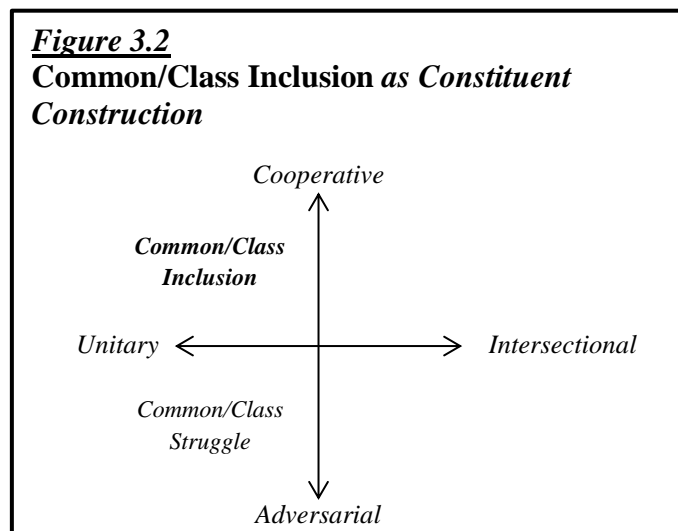 Figure 3.2
Common/Class Inclusion as Constituent
Construction
Cooperative
Common/Class
Inclusion
Unitary
Intersectional
Common/Class
Struggle
Adversarial